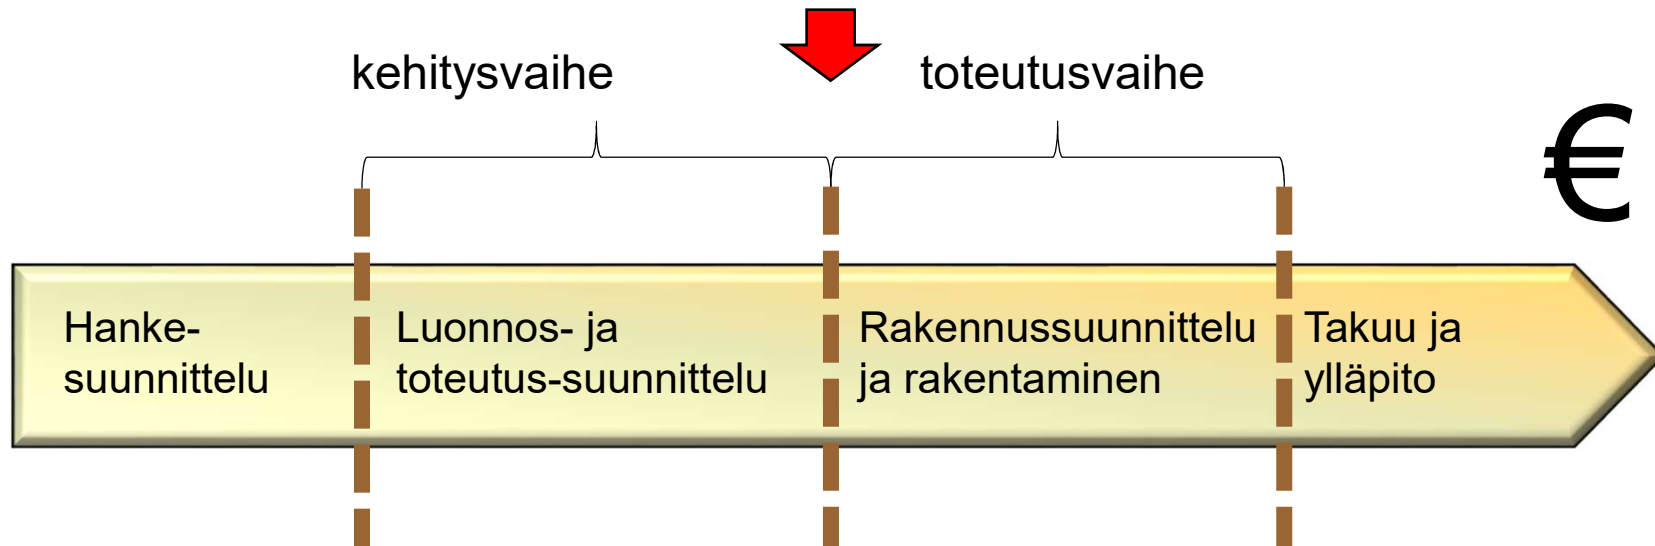 kehitysvaihe
toteutusvaihe
€
Hanke-
suunnittelu
Luonnos- ja
toteutus-suunnittelu
Rakennussuunnittelu
ja rakentaminen
Takuu ja
ylläpito